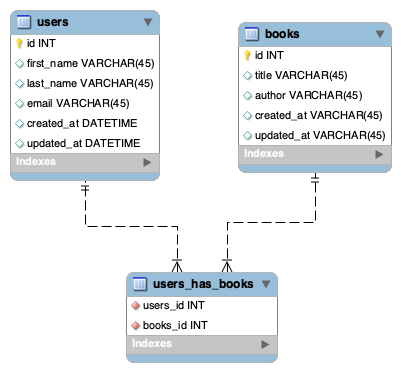 users
id INT
first_name VARCHAR(45)
last_name VARCHAR(45)
email VARCHAR(45)
created_at DATETIME
updated_at DATETIME
Indexes
books
id INT
title VARCHAR(45)
author VARCHAR(45)
created_at VARCHAR(45)
updated_at VARCHAR(45)
Indexes
users_has_books
users_id INT
books_id INT
Indexes